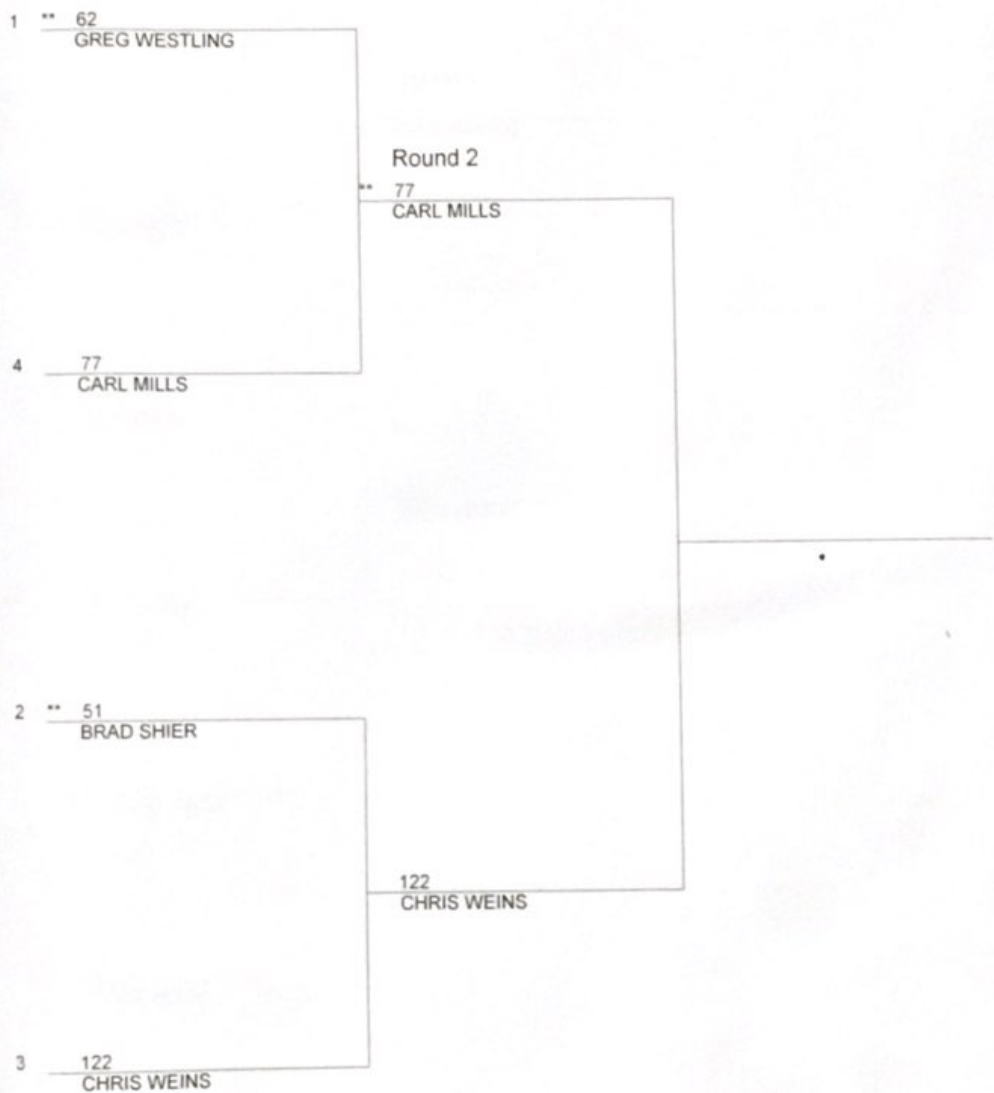 1 ** 62
GREG WESTLING
Round 2
** 77
CARL MILLS
4 77
CARL MILLS
2 ** 51
BRAD SHIER
122
CHRIS WEINS
3 122
CHRIS WEINS